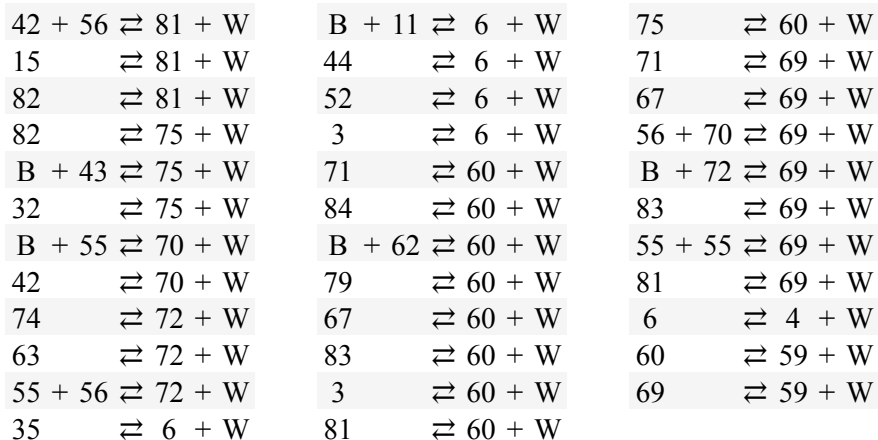 42 + 56 ⇄ 81 + W
15 ⇄ 81 + W
82 ⇄ 81 + W
82 ⇄ 75 + W
B + 43 ⇄ 75 + W
32 ⇄ 75 + W
B + 55 ⇄ 70 + W
42 ⇄ 70 + W
74 ⇄ 72 + W
63 ⇄ 72 + W
55 + 56 ⇄ 72 + W
35 ⇄ 6 + W
B + 11 ⇄ 6 + W
44 ⇄ 6 + W
52 ⇄ 6 + W
3 ⇄ 6 + W
71 ⇄ 60 + W
84 ⇄ 60 + W
B + 62 ⇄ 60 + W
79 ⇄ 60 + W
67 ⇄ 60 + W
83 ⇄ 60 + W
3 ⇄ 60 + W
81 ⇄ 60 + W
75 ⇄ 60 + W
71 ⇄ 69 + W
67 ⇄ 69 + W
56 + 70 ⇄ 69 + W
B + 72 ⇄ 69 + W
83 ⇄ 69 + W
55 + 55 ⇄ 69 + W
81 ⇄ 69 + W
6 ⇄ 4 + W
60 ⇄ 59 + W
69 ⇄ 59 + W